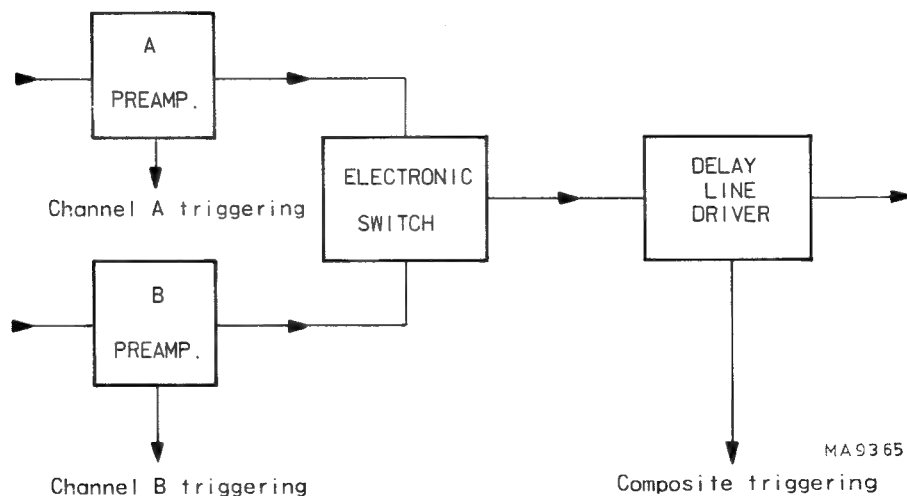 A
PREAMP.
Channel A triggering
ELECTRONIC
SWITCH
DELAY
LINE
DRIVER
B
PREAMP.
Channel B triggering
MA9365
Composite triggering